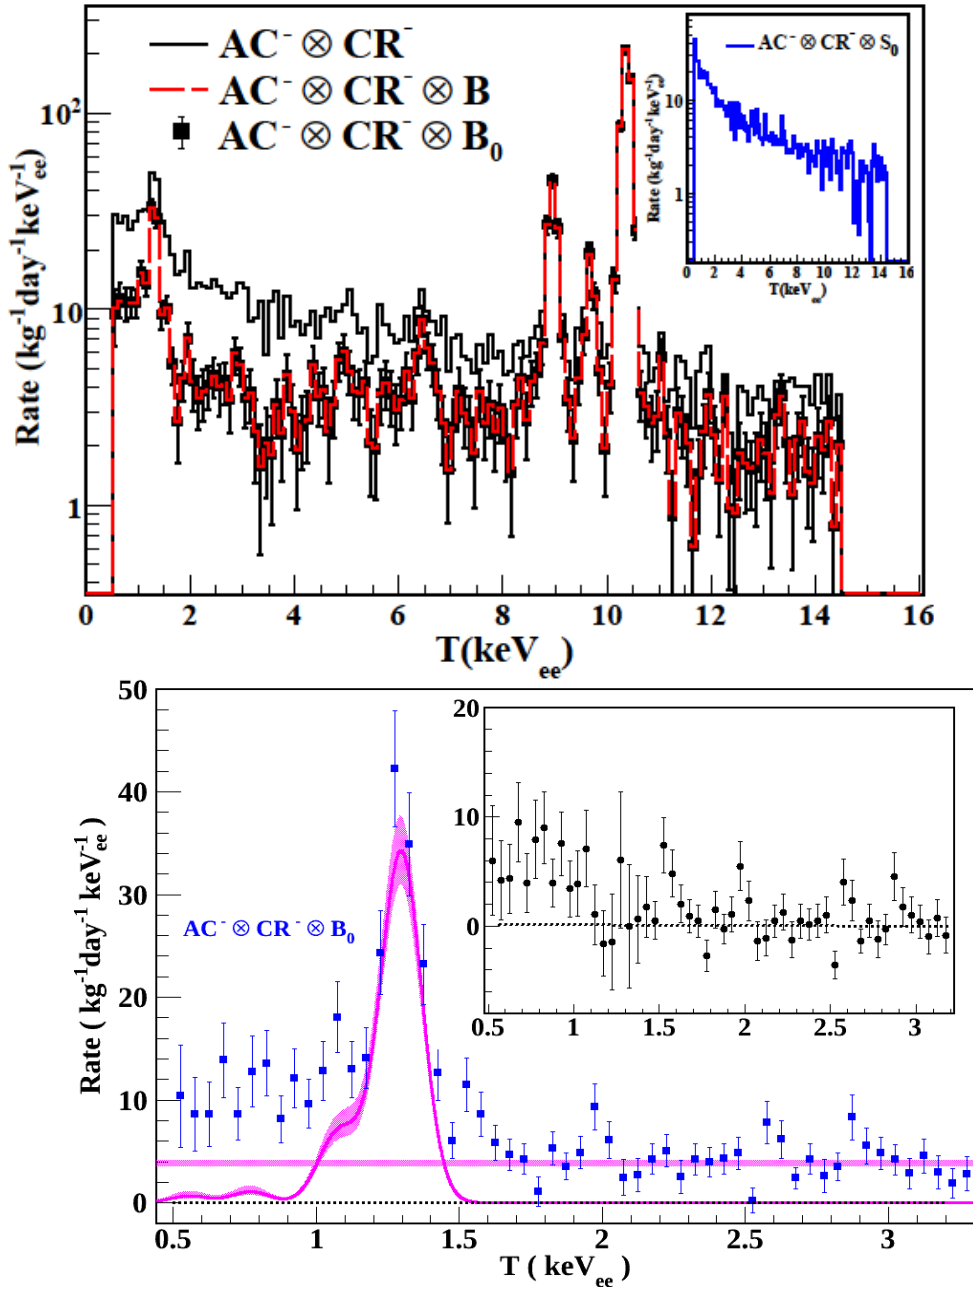 AC⁻ ⊗ CR⁻
AC⁻ ⊗ CR⁻ ⊗ B
AC⁻ ⊗ CR⁻ ⊗ B₀
Rate (kg⁻¹day⁻¹keV⁻¹ₑₑ)
10²
10
1
0 2 4 6 8 10 12 14 16
T(keVₑₑ)
AC⁻ ⊗ CR⁻ ⊗ S₀
Rate (kg⁻¹day⁻¹keV⁻¹ₑₑ)
10
1
0 2 4 6 8 10 12 14 16
T(keVₑₑ)
50
40
30
20
10
0
Rate ( kg⁻¹day⁻¹ keV⁻¹ₑₑ )
AC⁻ ⊗ CR⁻ ⊗ B₀
0.5 1 1.5 2 2.5 3
T ( keVₑₑ )
20
10
0
0.5 1 1.5 2 2.5 3